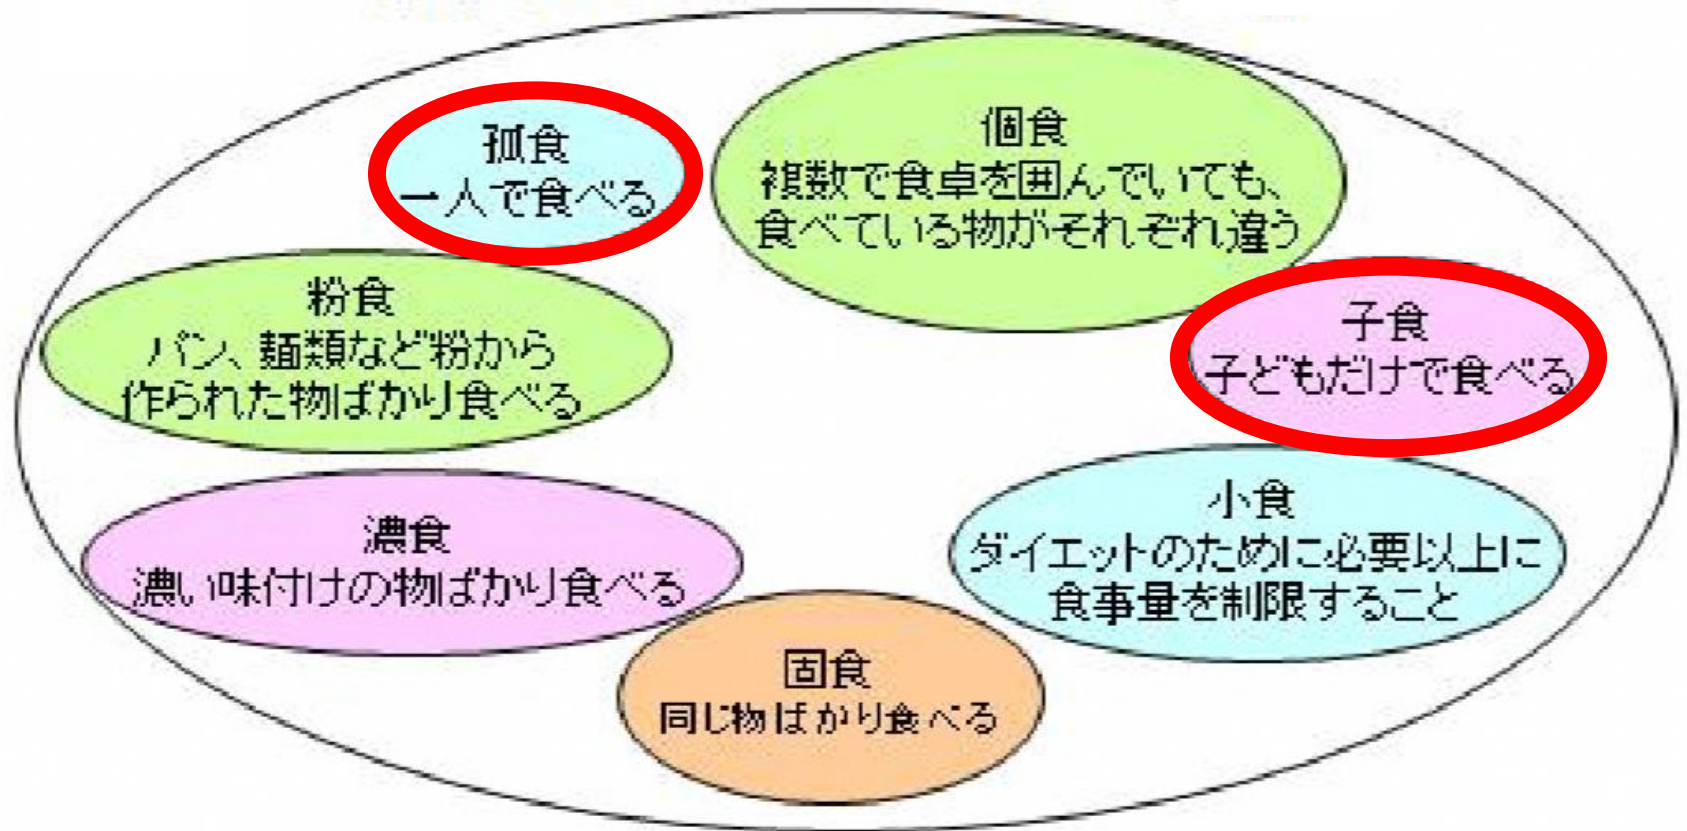 孤食
一人で食べる
個食
複数で食卓を囲んでいても、
食べている物がそれぞれ違う
粉食
パン、麺類など粉から
作られた物ばかり食べる
子食
子どもだけで食べる
濃食
濃い味付けの物ばかり食べる
小食
ダイエットのために必要以上に
食事量を制限すること
固食
同じ物ばかり食べる